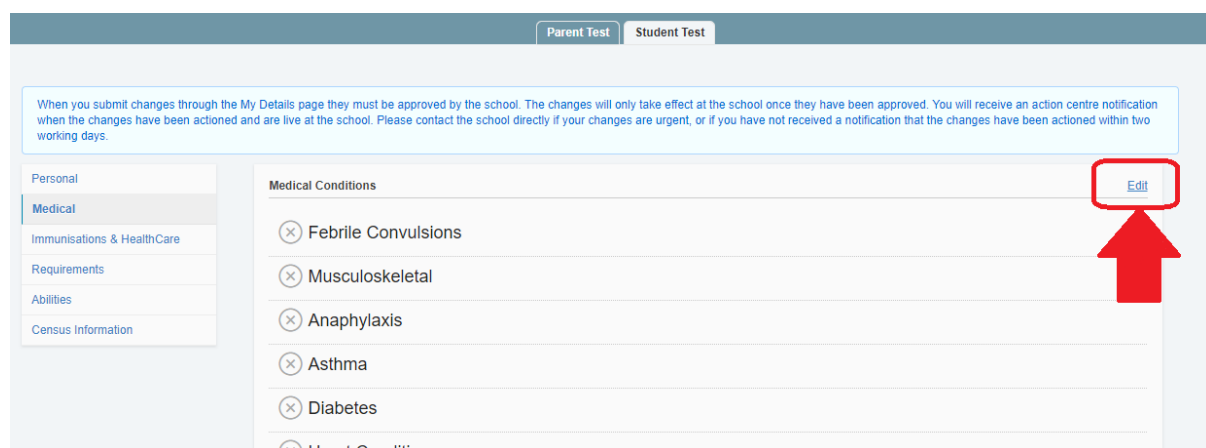 Parent Test Student Test
When you submit changes through the My Details page they must be approved by the school. The changes will only take effect at the school once they have been approved. You will receive an action centre notification
when the changes have been actioned and are live at the school. Please contact the school directly if your changes are urgent, or if you have not received a notification that the changes have been actioned within two
working days.
Personal
Medical
Immunisations & HealthCare
Requirements
Abilities
Census Information
Medical Conditions Edit
Febrile Convulsions
Musculoskeletal
Anaphylaxis
Asthma
Diabetes